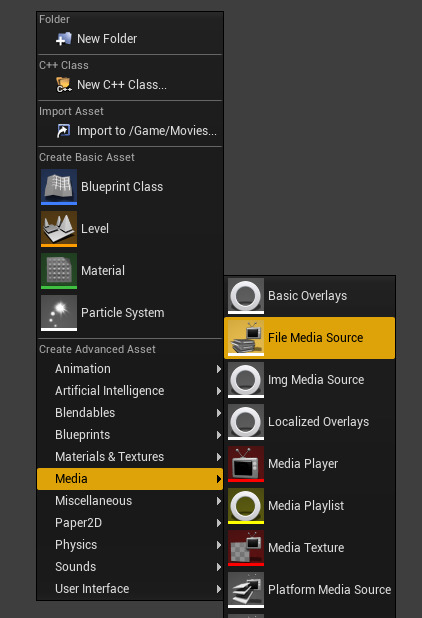 Folder
New Folder
C++ Class
New C++ Class...
Import Asset
Import to /Game/Movies...
Create Basic Asset
Blueprint Class
Level
Material
Particle System
Create Advanced Asset
Animation
Artificial Intelligence
Blendables
Blueprints
Materials & Textures
Media
Miscellaneous
Paper2D
Physics
Sounds
User Interface
Basic Overlays
File Media Source
Img Media Source
Localized Overlays
Media Player
Media Playlist
Media Texture
Platform Media Source